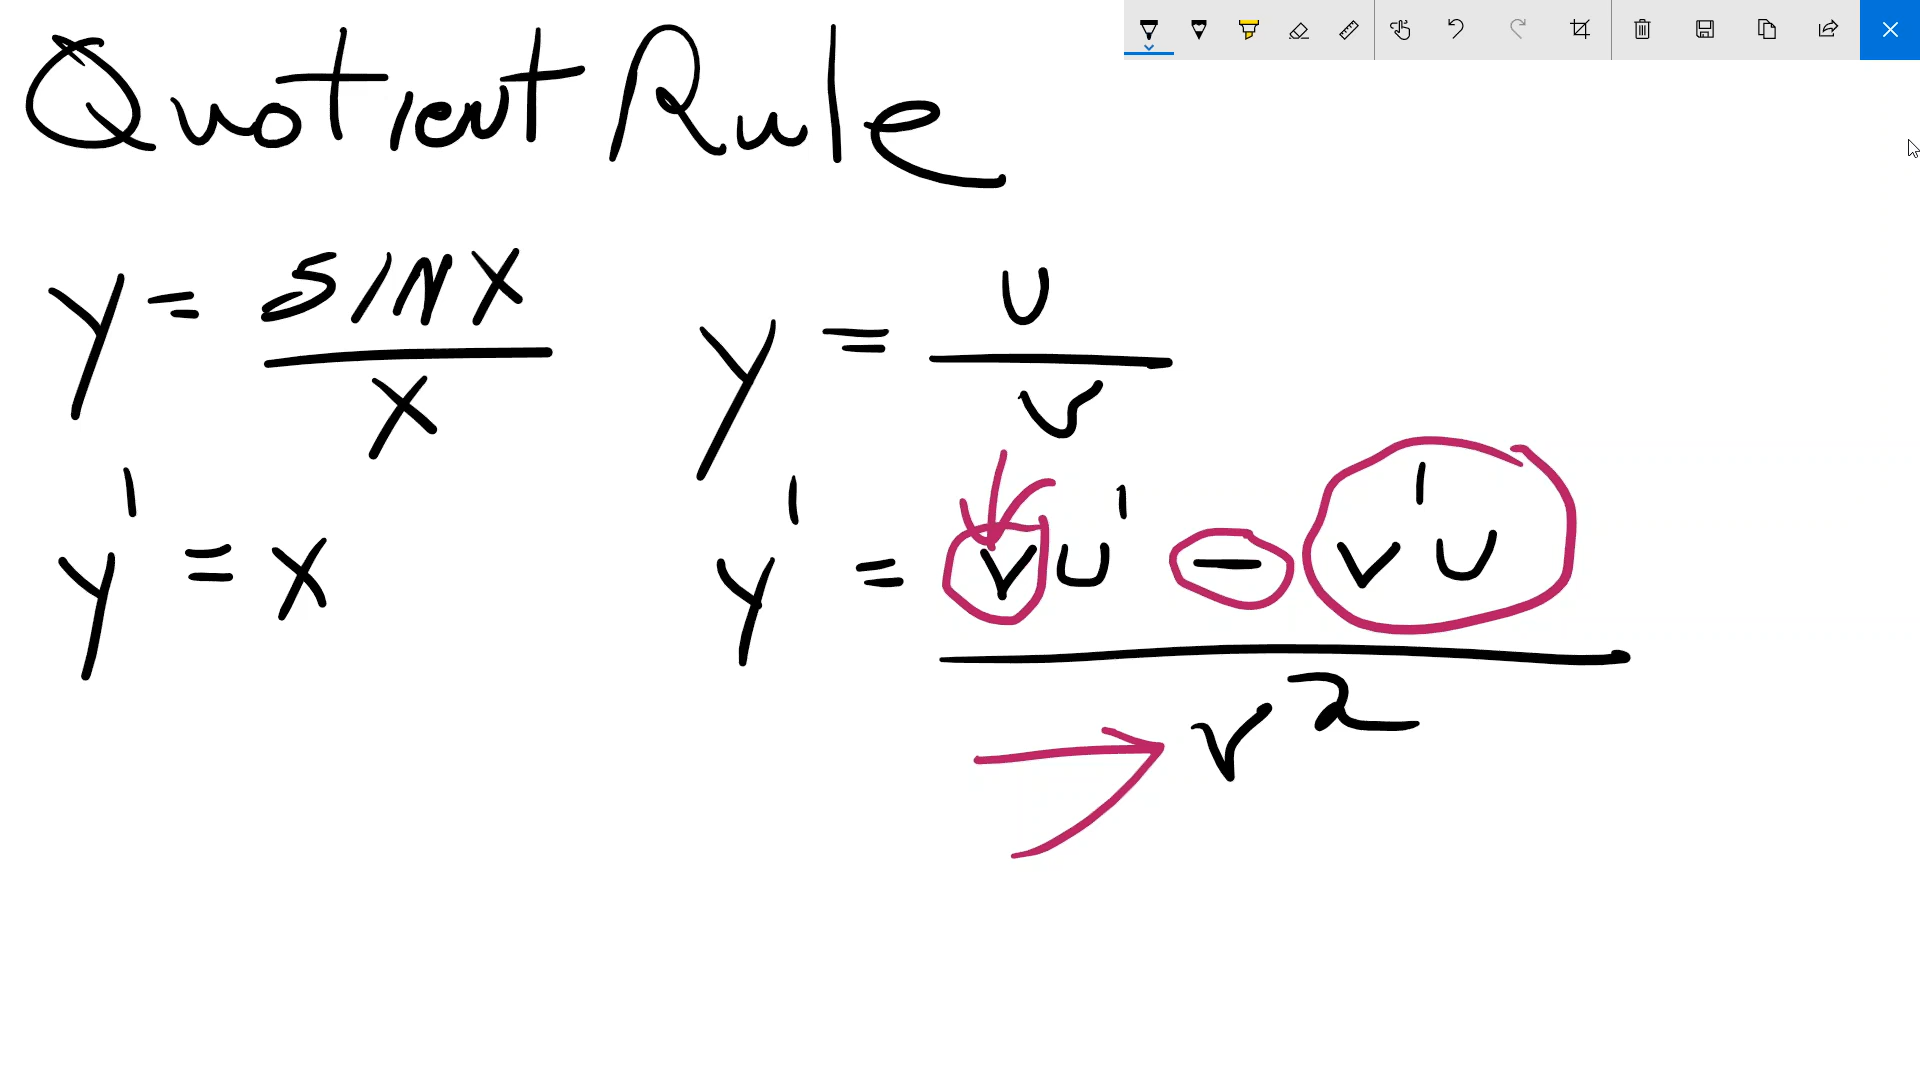 Quotient Rule
y = sin x / x
y = u / v
y' = x
y' = vu' - v'u / v²